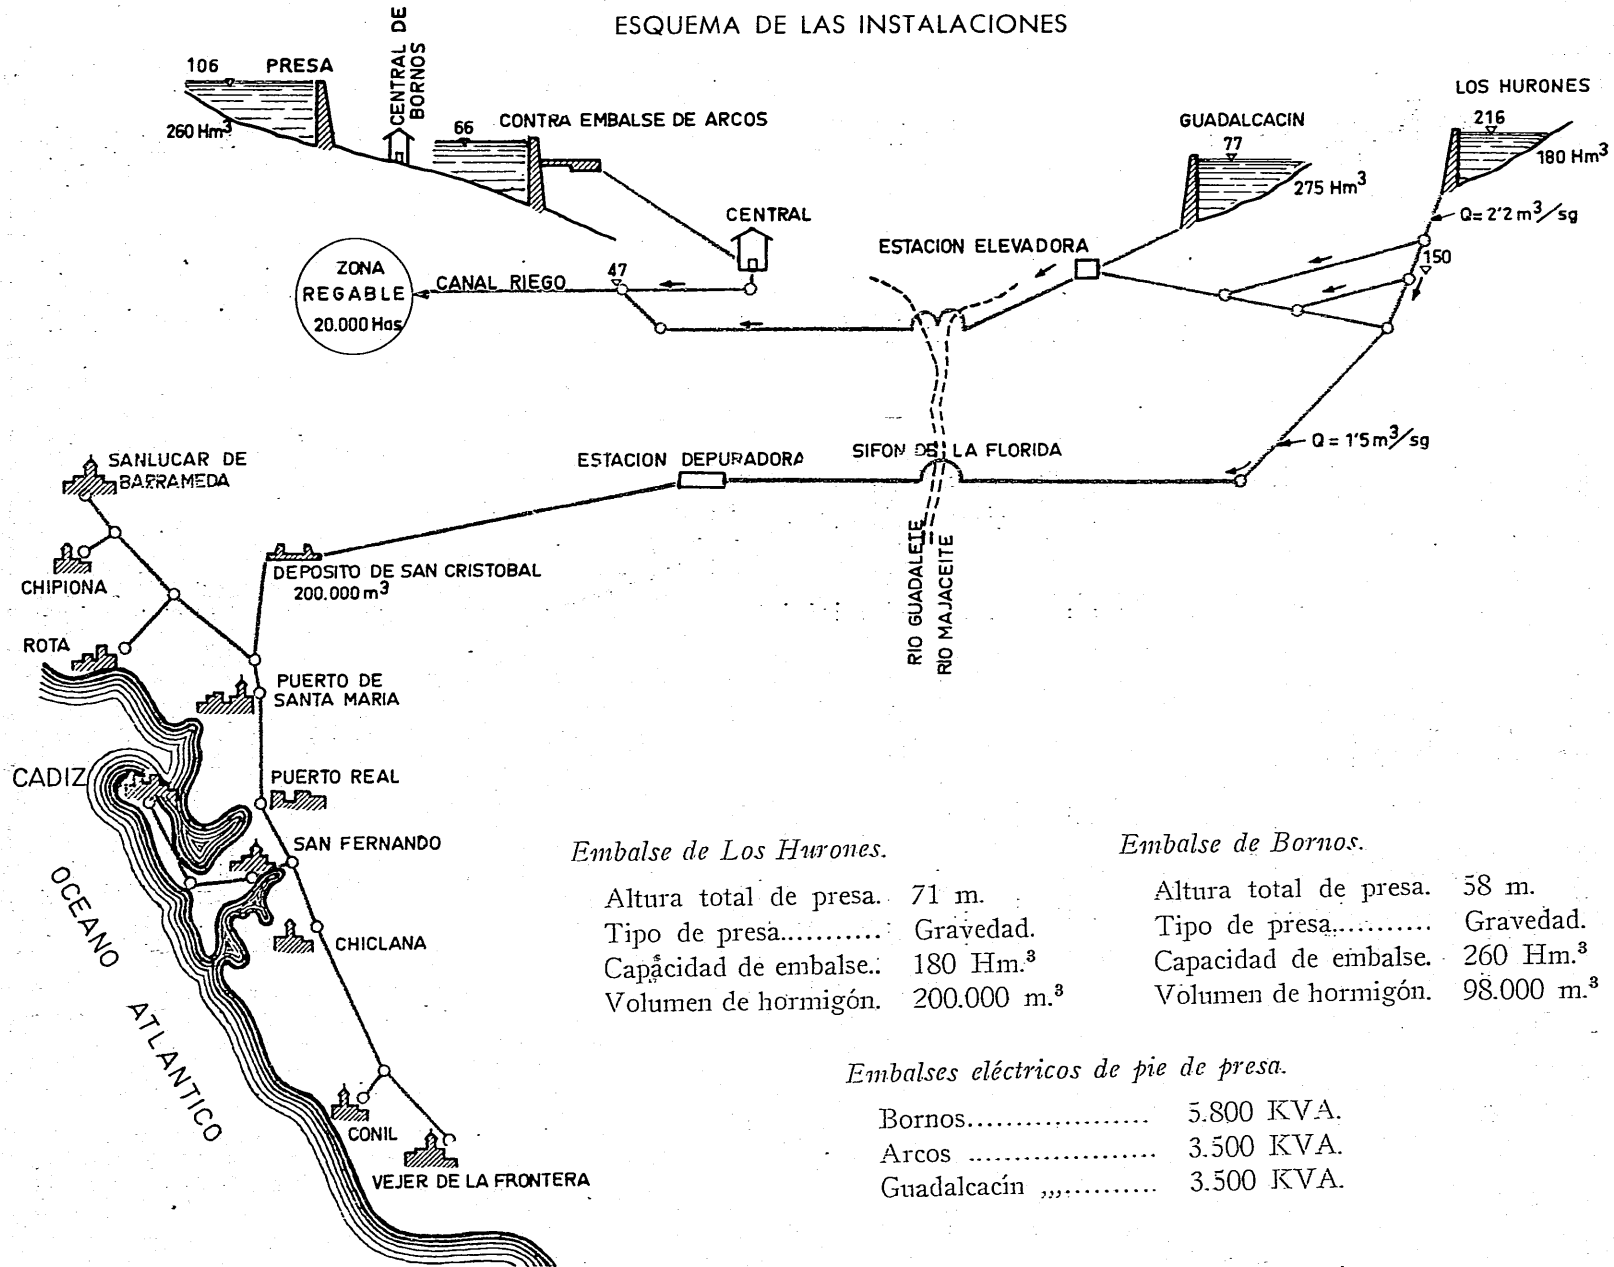 ESQUEMA DE LAS INSTALACIONES
106
PRESA
260 Hm³
CENTRAL DE
BORNOS
66
CONTRA EMBALSE DE ARCOS
CENTRAL
GUADALCACIN
77
275 Hm³
LOS HURONES
216
180 Hm³
Q= 2'2 m³/sg
150
ESTACION ELEVADORA
ZONA
REGABLE
20.000 Has
CANAL RIEGO
47
Q = 1'5 m³/sg
SIFON DE LA FLORIDA
ESTACION DEPURADORA
RIO GUADALETE
RIO MAJACEITE
SANLUCAR DE
BARRAMEDA
CHIPIONA
DEPOSITO DE SAN CRISTOBAL
200.000 m³
ROTA
PUERTO DE
SANTA MARIA
CADIZ
PUERTO REAL
SAN FERNANDO
CHICLANA
OCEANO ATLANTICO
CONIL
VEJER DE LA FRONTERA
Embalse de Los Hurones.
Altura total de presa. 71 m.
Tipo de presa........... Gravedad.
Capacidad de embalse.: 180 Hm.³
Volumen de hormigón. 200.000 m.³
Embalse de Bornos.
Altura total de presa. 58 m.
Tipo de presa........... Gravedad.
Capacidad de embalse. 260 Hm.³
Volumen de hormigón. 98.000 m.³
Embalses eléctricos de pie de presa.
Bornos................... 5.800 KVA.
Arcos .................... 3.500 KVA.
Guadalcacín ,,,.......... 3.500 KVA.